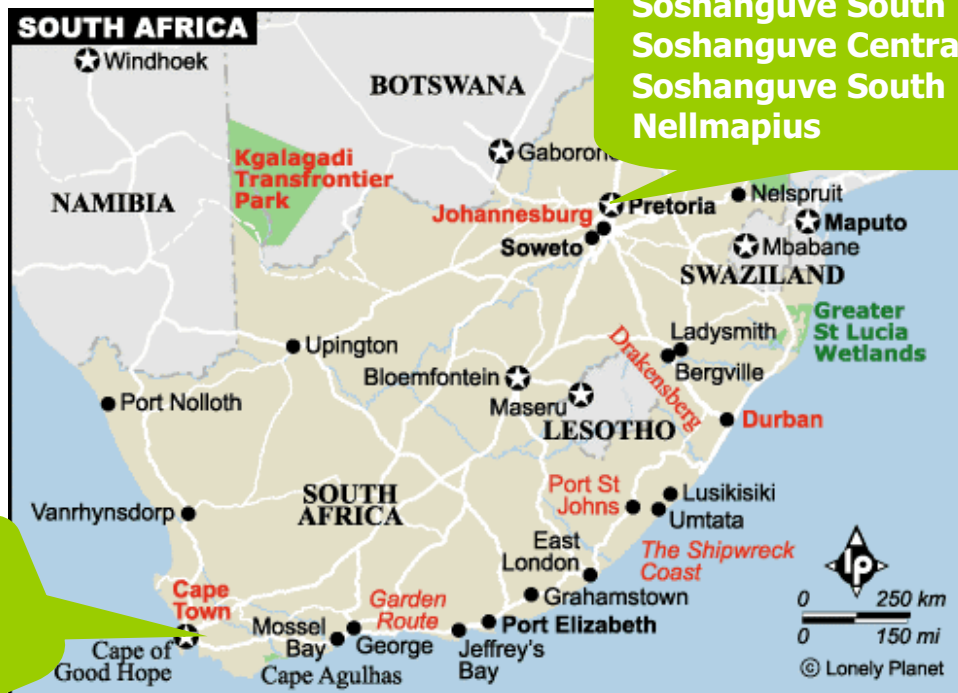 SOUTH AFRICA
Soshanguve South
Soshanguve Centra
Soshanguve South
Nellmapius
Windhoek
BOTSWANA
Gaboron
Kgalagadi
Transfrontier
Park
NAMIBIA
Nelspruit
Johannesburg
Pretoria
Maputo
Soweto
Mbabane
SWAZILAND
Greater
St Lucia
Wetlands
Ladysmith
Upington
Drakensberg
Bergville
Bloemfontein
Port Nolloth
Maseru
LESOTHO
Durban
Port St
Johns
SOUTH
AFRICA
Lusikisiki
Vanrhynsdorp
Umtata
East
London
The Shipwreck
Coast
lp
Cape
Town
Garden
Route
Grahamstown
0 250 km
0 150 mi
Mossel
Bay
George
Port Elizabeth
Jeffrey's
Bay
Cape of
Good Hope
Cape Agulhas
© Lonely Planet